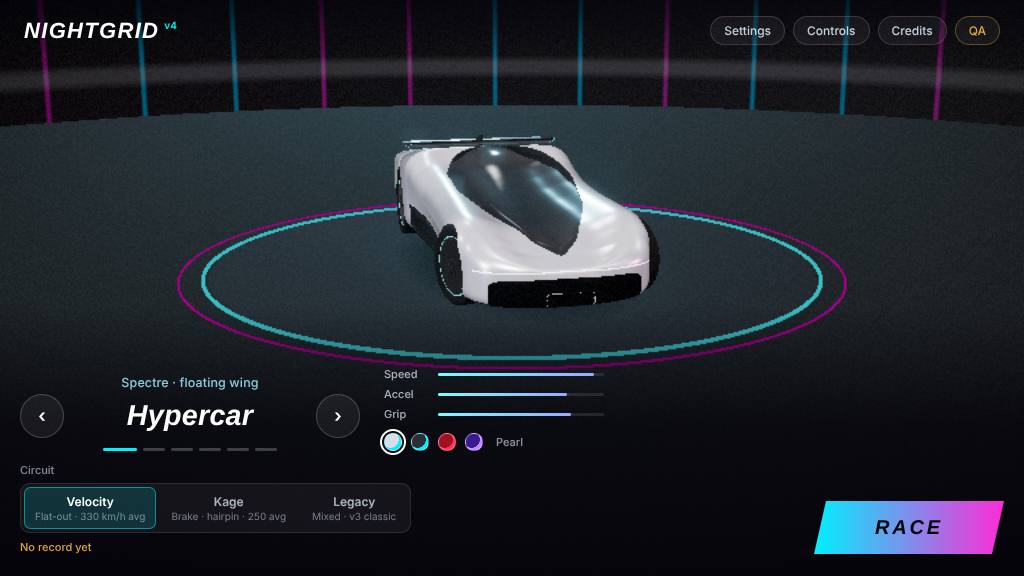 NIGHTGRID v4
Settings
Controls
Credits
QA
Spectre · floating wing
Hypercar
‹
›
Speed
Accel
Grip
Pearl
Circuit
Velocity
Flat-out · 330 km/h avg
Kage
Brake · hairpin · 250 avg
Legacy
Mixed · v3 classic
No record yet
RACE